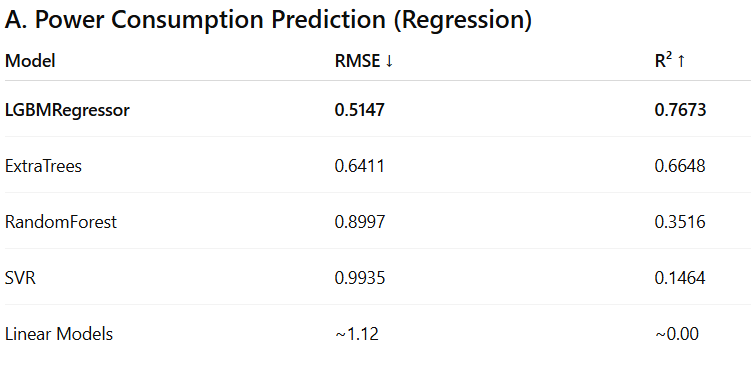 A. Power Consumption Prediction (Regression)
Model RMSE ↓ R² ↑
LGBMRegressor 0.5147 0.7673
ExtraTrees 0.6411 0.6648
RandomForest 0.8997 0.3516
SVR 0.9935 0.1464
Linear Models ~1.12 ~0.00